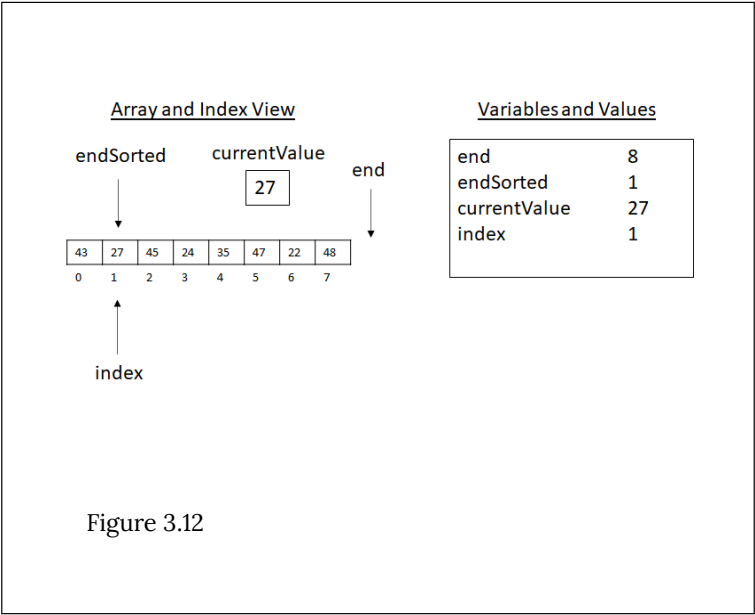 Array and Index View
endSorted
currentValue
27
end
43 27 45 24 35 47 22 48
0 1 2 3 4 5 6 7
index
Variables and Values
end 8
endSorted 1
currentValue 27
index 1
Figure 3.12